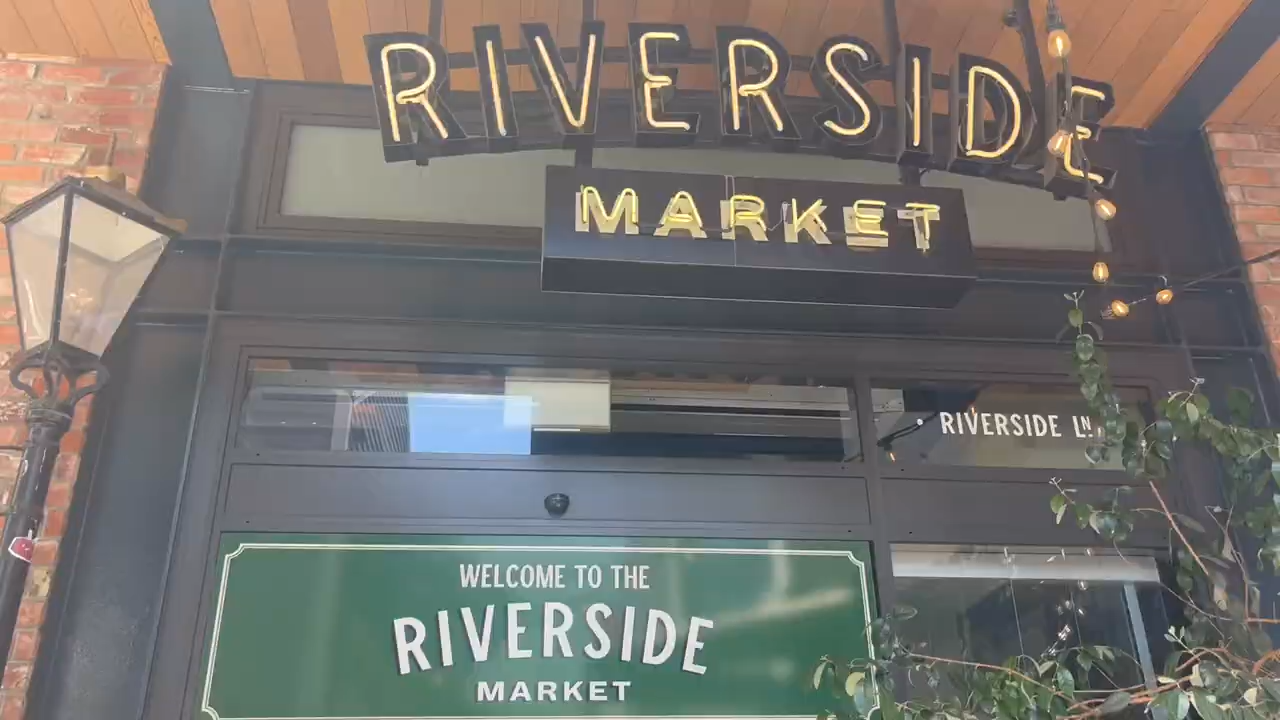 RIVERSIDE
MARKET
RIVERSIDE LN.
WELCOME TO THE
RIVERSIDE
MARKET